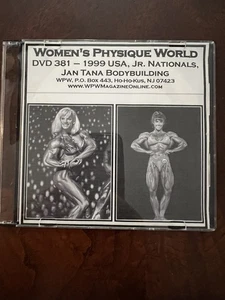 Women's Physique World
DVD 381 – 1999 USA, Jr. Nationals,
Jan Tana Bodybuilding
WPW, P.O. Box 443, Ho-Ho-Kus, NJ 07423
www.WPWMagazineOnline.com